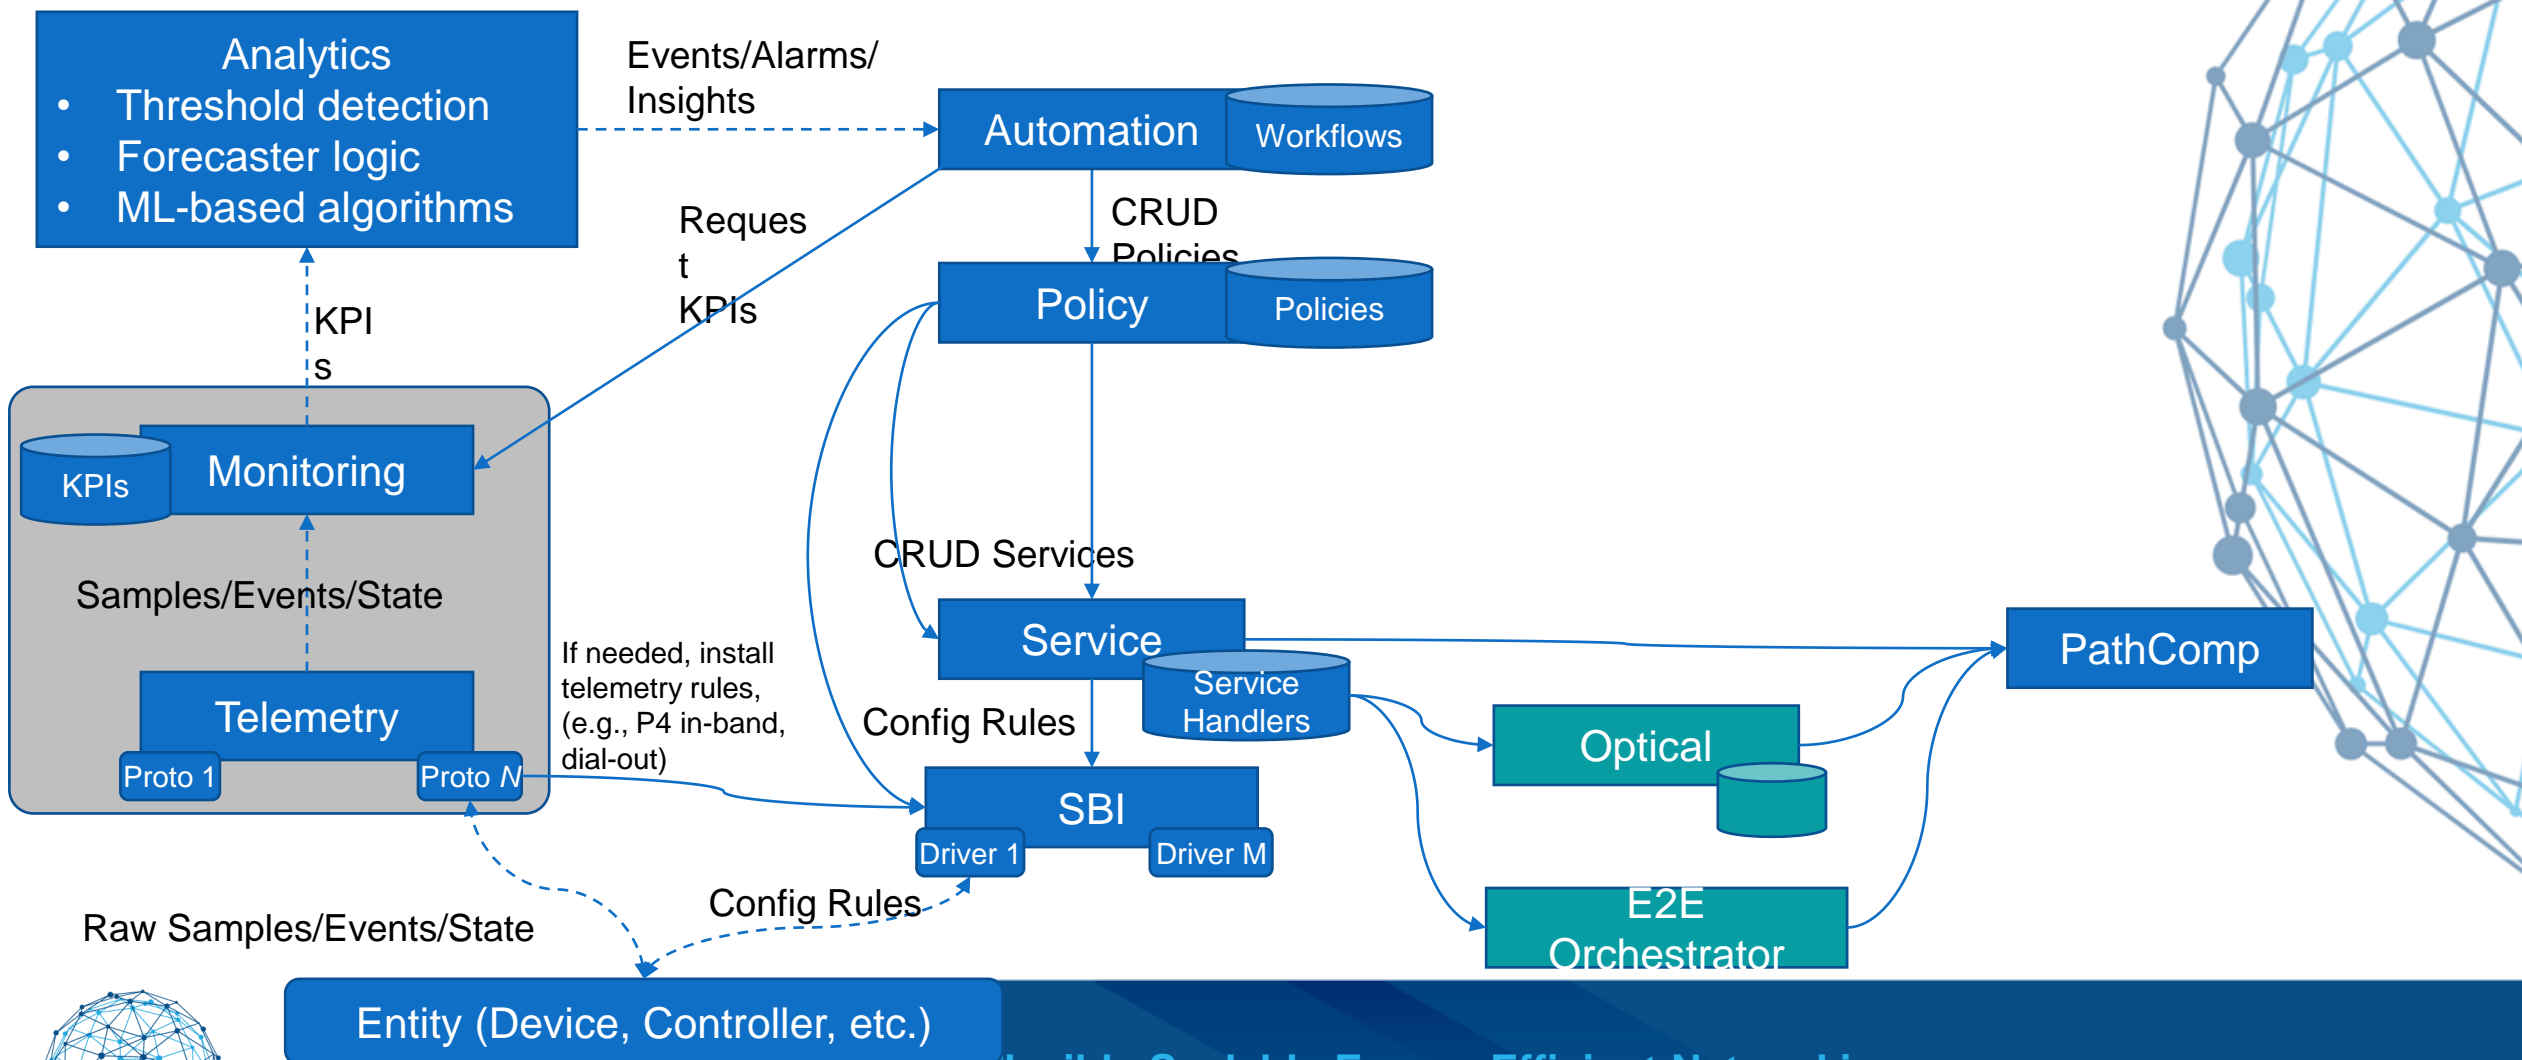 Analytics
• Threshold detection
• Forecaster logic
• ML-based algorithms
Events/Alarms/
Insights
Automation
Workflows
Reques
t
KPIs
CRUD
Policies
Policy
Policies
KPI
s
KPIs
Monitoring
Samples/Events/State
Telemetry
Proto 1
Proto N
If needed, install
telemetry rules,
(e.g., P4 in-band,
dial-out)
CRUD Services
Service
Service
Handlers
Config Rules
SBI
Driver 1
Driver M
PathComp
Optical
E2E
Orchestrator
Raw Samples/Events/State
Config Rules
Entity (Device, Controller, etc.)